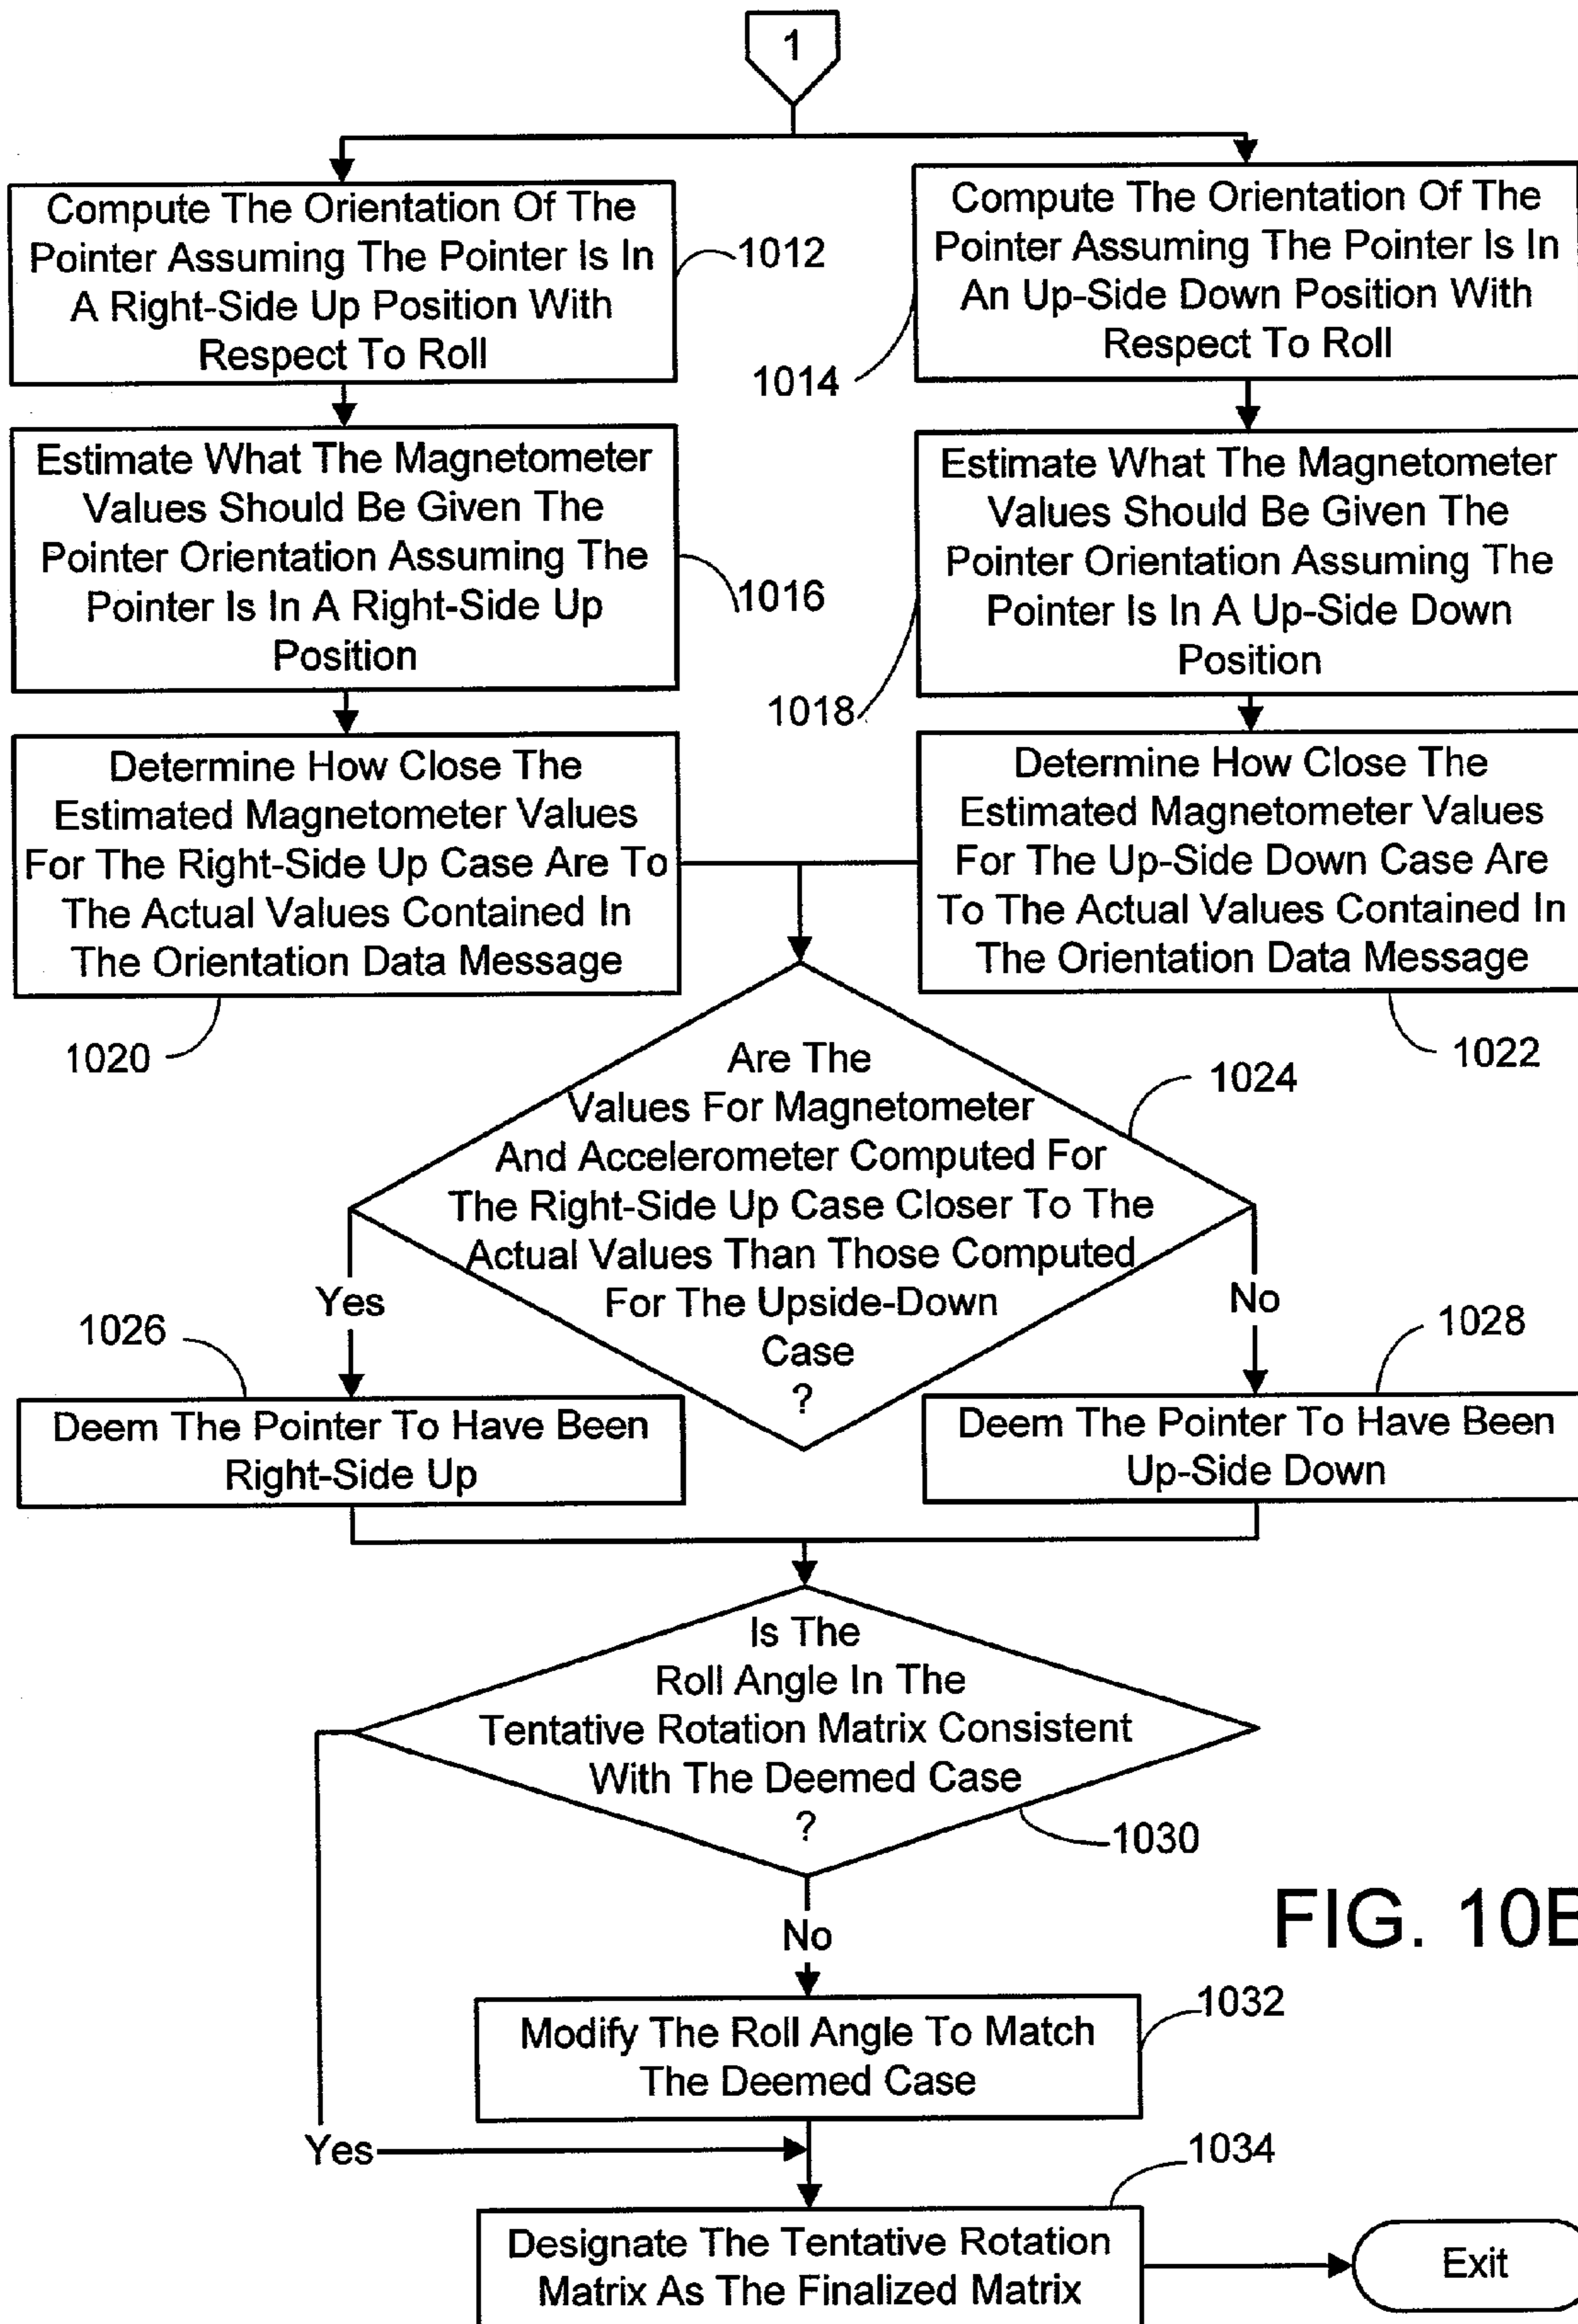 1
Compute The Orientation Of The
Pointer Assuming The Pointer Is In
A Right-Side Up Position With
Respect To Roll
1012
Compute The Orientation Of The
Pointer Assuming The Pointer Is In
An Up-Side Down Position With
Respect To Roll
1014
Estimate What The Magnetometer
Values Should Be Given The
Pointer Orientation Assuming The
Pointer Is In A Right-Side Up
Position
1016
Estimate What The Magnetometer
Values Should Be Given The
Pointer Orientation Assuming The
Pointer Is In A Up-Side Down
Position
1018
Determine How Close The
Estimated Magnetometer Values
For The Right-Side Up Case Are To
The Actual Values Contained In
The Orientation Data Message
1020
Determine How Close The
Estimated Magnetometer Values
For The Up-Side Down Case Are
To The Actual Values Contained In
The Orientation Data Message
1022
Are The
Values For Magnetometer
And Accelerometer Computed For
The Right-Side Up Case Closer To The
Actual Values Than Those Computed
For The Upside-Down
Case
?
1024
Yes
No
1026
1028
Deem The Pointer To Have Been
Right-Side Up
Deem The Pointer To Have Been
Up-Side Down
Is The
Roll Angle In The
Tentative Rotation Matrix Consistent
With The Deemed Case
?
1030
No
FIG. 10B
1032
Modify The Roll Angle To Match
The Deemed Case
Yes
1034
Designate The Tentative Rotation
Matrix As The Finalized Matrix
Exit